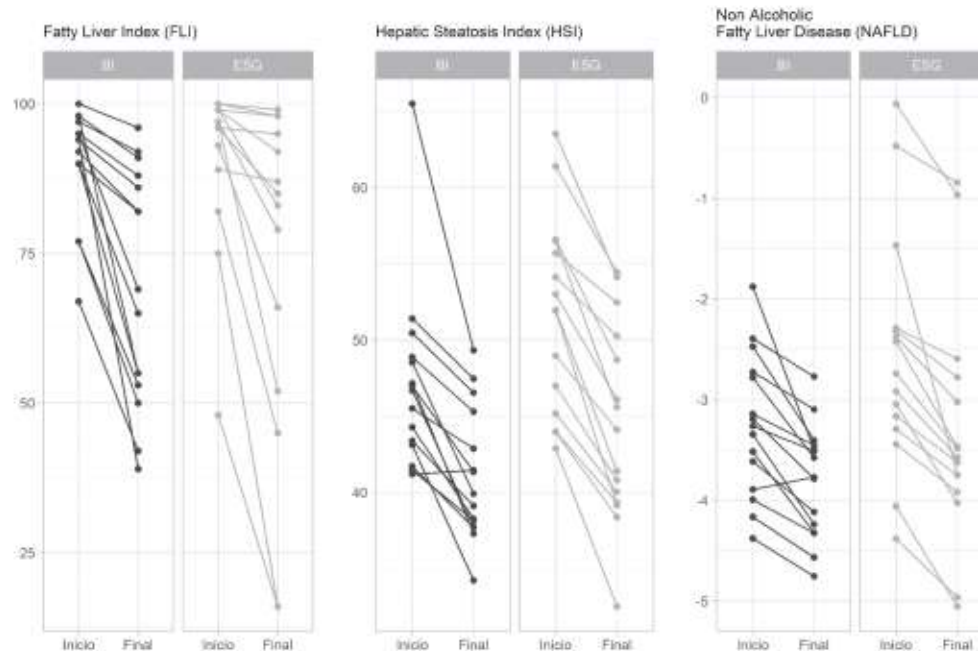 Fatty Liver Index (FLI)
BI ESG
100
75
50
25
Inicio Final Inicio Final
Hepatic Steatosis Index (HSI)
BI ESG
60
50
40
Inicio Final Inicio Final
Non Alcoholic
Fatty Liver Disease (NAFLD)
BI ESG
0
-1
-2
-3
-4
-5
Inicio Final Inicio Final